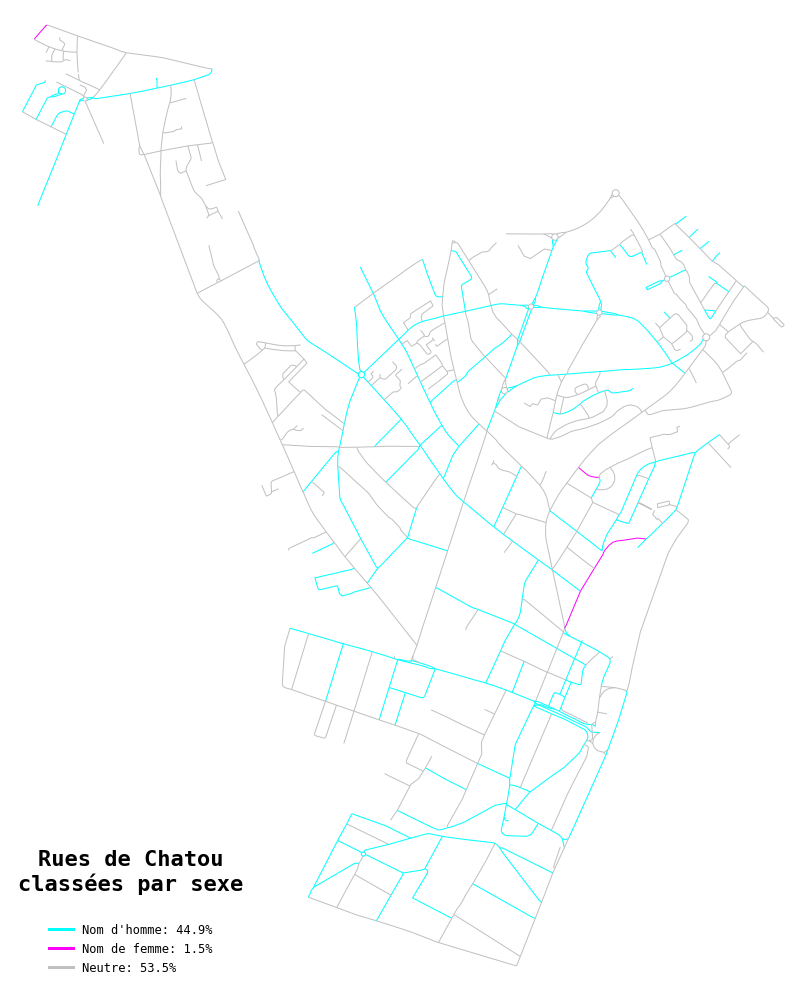 Rues de Chatou
classées par sexe
Nom d'homme: 44.9%
Nom de femme: 1.5%
Neutre: 53.5%